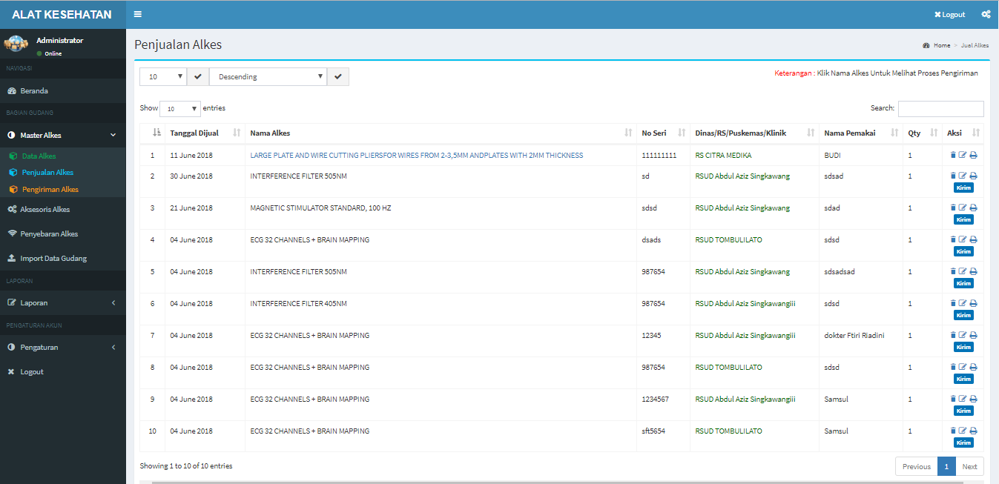 ALAT KESEHATAN
Logout
Administrator
Online
NAVIGASI
Beranda
BAGIAN GUDANG
Master Alkes
Data Alkes
Penjualan Alkes
Pengiriman Alkes
Aksesoris Alkes
Penyebaran Alkes
Import Data Gudang
LAPORAN
Laporan
PENGATURAN AKUN
Pengaturan
Logout
Penjualan Alkes
Home > Jual Alkes
10 Descending
Keterangan : Klik Nama Alkes Untuk Melihat Proses Pengiriman
Show 10 entries
Search:
Tanggal Dijual Nama Alkes No Seri Dinas/RS/Puskemas/Klinik Nama Pemakai Qty Aksi
1 11 June 2018 LARGE PLATE AND WIRE CUTTING PLIERSFOR WIRES FROM 2-3,5MM ANDPLATES WITH 2MM THICKNESS 111111111 RS CITRA MEDIKA BUDI 1
2 30 June 2018 INTERFERENCE FILTER 505NM sd RSUD Abdul Aziz Singkawang sdsad 1
Kirim
3 21 June 2018 MAGNETIC STIMULATOR STANDARD, 100 HZ sdsd RSUD Abdul Aziz Singkawang sdad 1
Kirim
4 04 June 2018 ECG 32 CHANNELS + BRAIN MAPPING dsads RSUD TOMBULILATO sdsd 1
Kirim
5 04 June 2018 INTERFERENCE FILTER 505NM 987654 RSUD Abdul Aziz Singkawang sdsadsad 1
Kirim
6 04 June 2018 INTERFERENCE FILTER 405NM 987654 RSUD Abdul Aziz Singkawangiii sdsd 1
Kirim
7 04 June 2018 ECG 32 CHANNELS + BRAIN MAPPING 12345 RSUD Abdul Aziz Singkawangiii dokter Ftiri Riadini 1
Kirim
8 04 June 2018 ECG 32 CHANNELS + BRAIN MAPPING 987654 RSUD TOMBULILATO sdsd 1
Kirim
9 04 June 2018 ECG 32 CHANNELS + BRAIN MAPPING 1234567 RSUD Abdul Aziz Singkawangiii Samsul 1
Kirim
10 04 June 2018 ECG 32 CHANNELS + BRAIN MAPPING sft5654 RSUD TOMBULILATO Samsul 1
Kirim
Showing 1 to 10 of 10 entries
Previous 1 Next